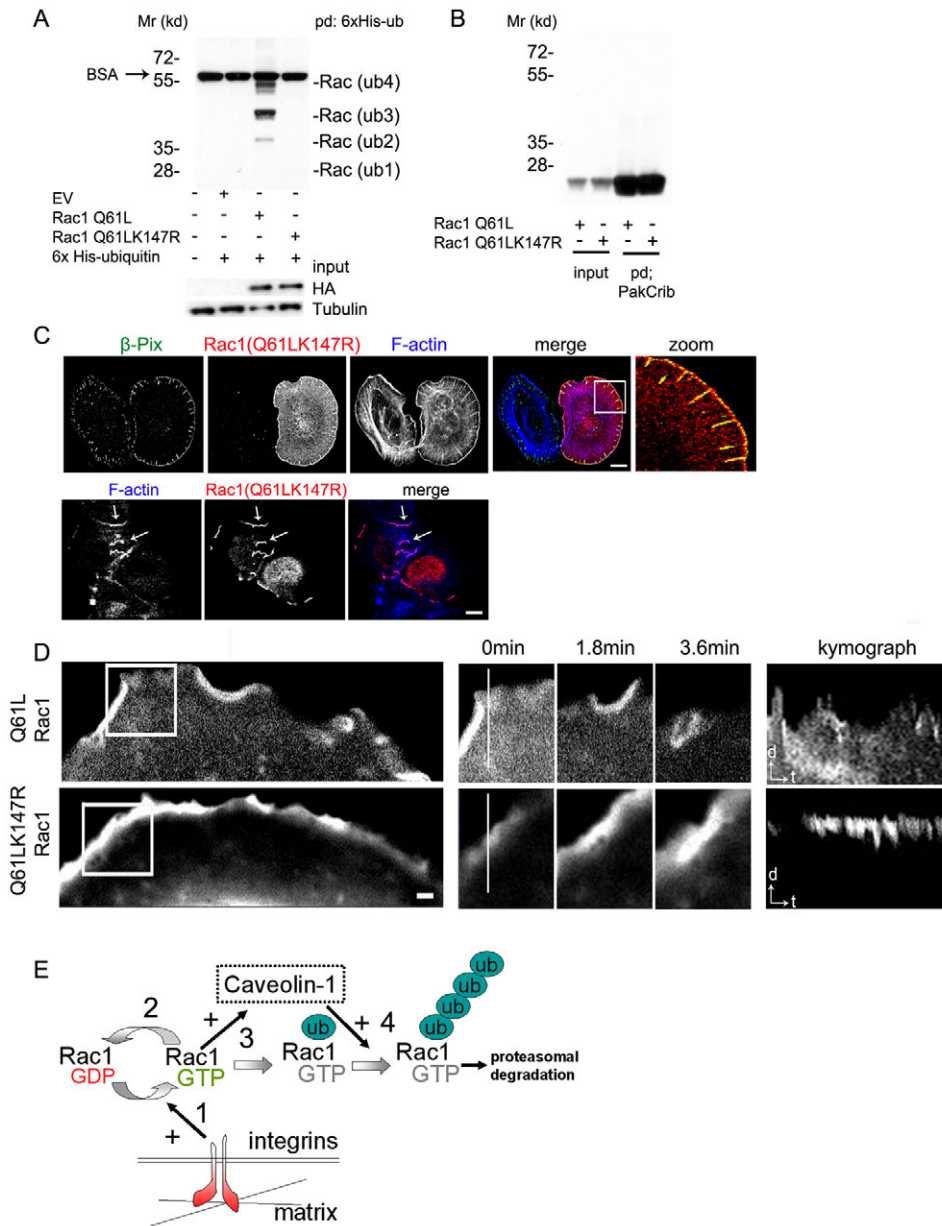 A
Mr (kd)
pd: 6xHis-ub
72-
BSA
55-
-Rac (ub4)
-Rac (ub3)
35-
-Rac (ub2)
28-
-Rac (ub1)
EV - + - -
Rac1 Q61L - - + -
Rac1 Q61LK147R - - - +
6x His-ubiquitin - + + +
input
HA
Tubulin
B
Mr (kd)
72-
55-
35-
28-
Rac1 Q61L + - + -
Rac1 Q61LK147R - + - +
input
pd;
PakCrib
C
β-Pix
Rac1(Q61LK147R)
F-actin
merge
zoom
F-actin
Rac1(Q61LK147R)
merge
D
0min
1.8min
3.6min
kymograph
Q61L
Rac1
d
t
Q61LK147R
Rac1
d
t
E
Caveolin-1
ub
ub
ub
ub
ub
2
+
3
+ 4
Rac1
GDP
Rac1
GTP
Rac1
GTP
Rac1
GTP
proteasomal
degradation
1
+
integrins
matrix